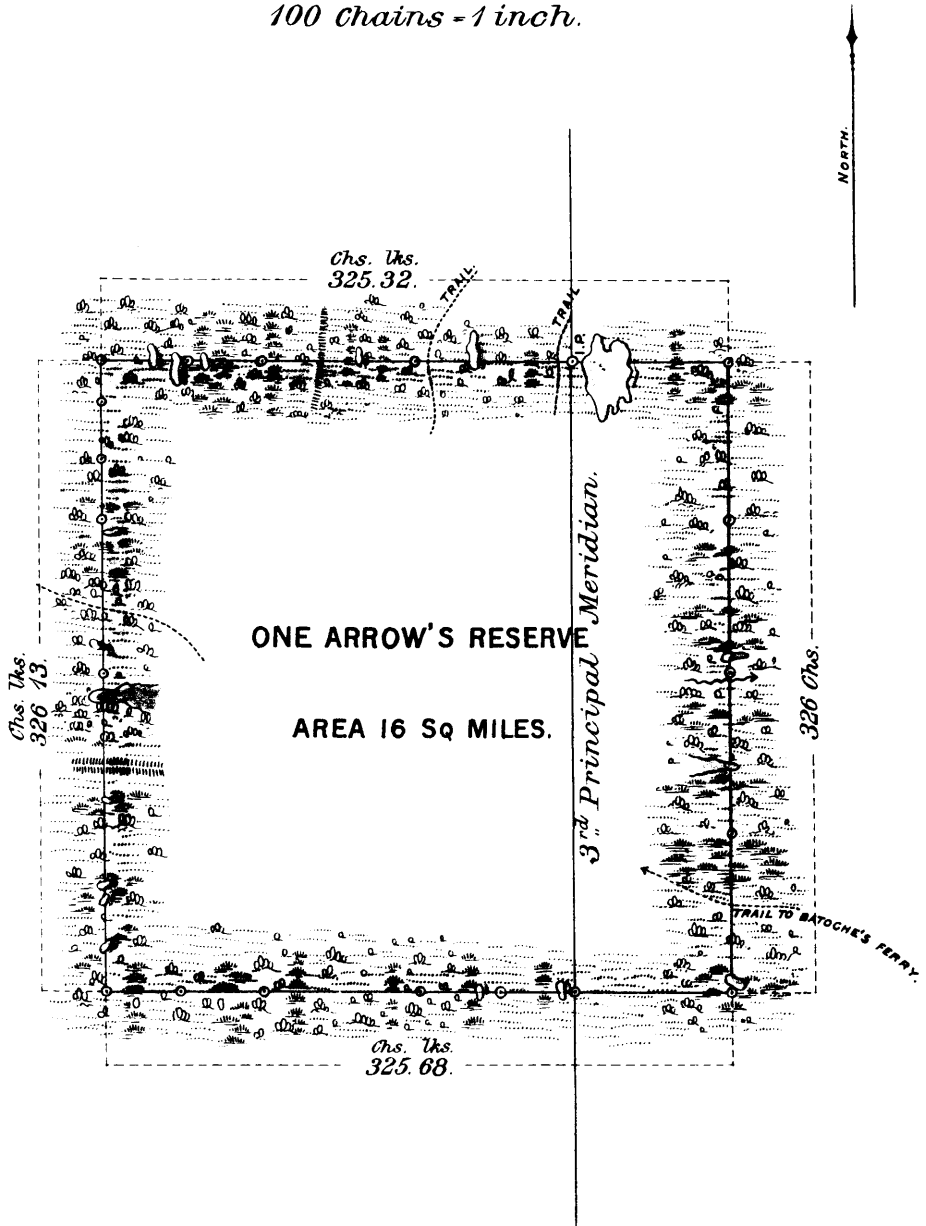 100 Chains = 1 inch.
NORTH.
Chs. lks.
325.32.
TRAIL.
TRAIL
I.P.
3rd Principal Meridian.
ONE ARROW'S RESERVE
AREA 16 SQ MILES.
Chs. lks.
326 13.
326 Chs.
TRAIL TO BATOCHE'S FERRY.
Chs. lks.
325.68.